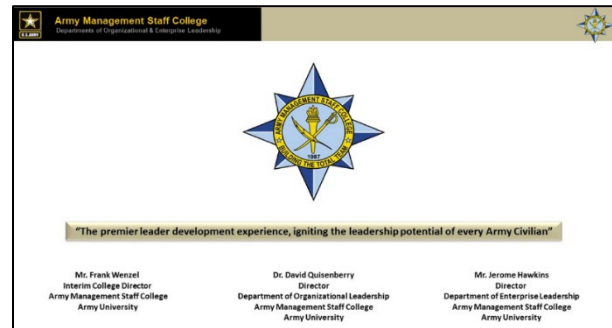 U.S. ARMY
Army Management Staff College
Departments of Organizational & Enterprise Leadership
ARMY MANAGEMENT STAFF COLLEGE
1987
BUILDING THE TOTAL TEAM
"The premier leader development experience, igniting the leadership potential of every Army Civilian"
Mr. Frank Wenzel
Interim College Director
Army Management Staff College
Army University
Dr. David Quisenberry
Director
Department of Organizational Leadership
Army Management Staff College
Army University
Mr. Jerome Hawkins
Director
Department of Enterprise Leadership
Army Management Staff College
Army University